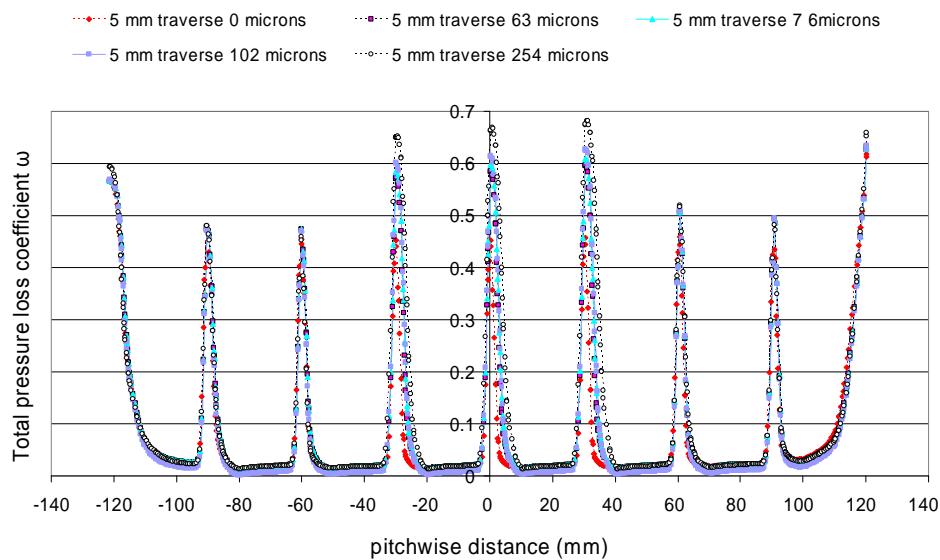 5 mm traverse 0 microns
5 mm traverse 63 microns
5 mm traverse 7 6microns
5 mm traverse 102 microns
5 mm traverse 254 microns
Total pressure loss coefficient ω
0.7
0.6
0.5
0.4
0.3
0.2
0.1
0
-140 -120 -100 -80 -60 -40 -20 0 20 40 60 80 100 120 140
pitchwise distance (mm)